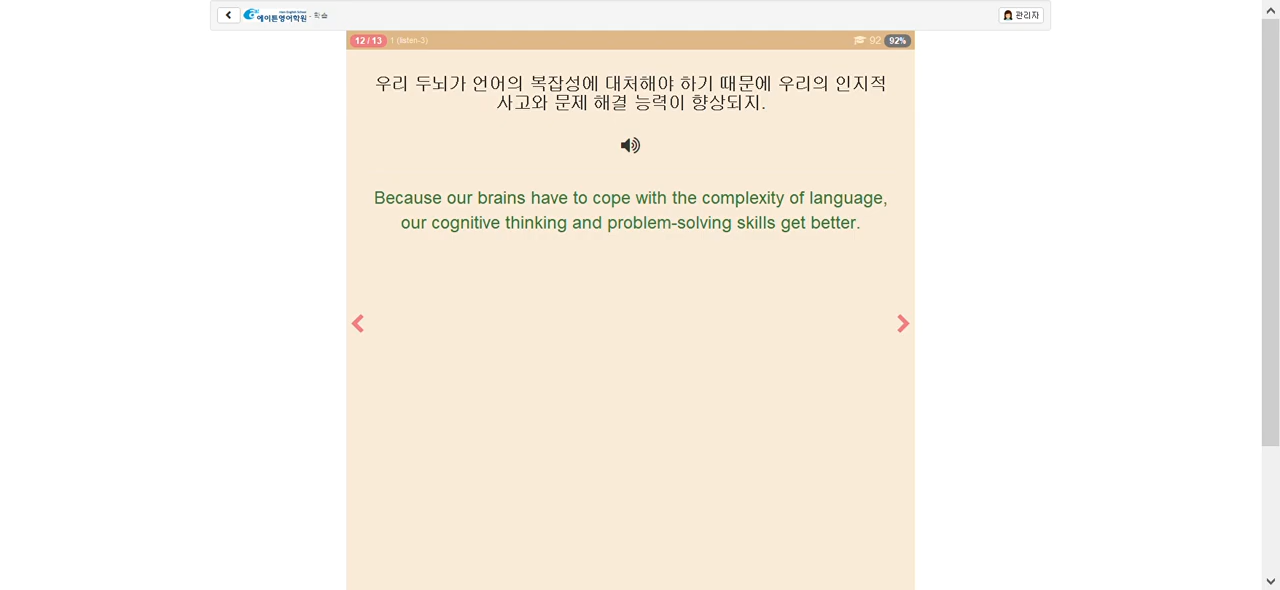 에이튼영어학원 - 학습
관리자
12 / 13 1 (listen-3) 92 92%
우리 두뇌가 언어의 복잡성에 대처해야 하기 때문에 우리의 인지적
사고와 문제 해결 능력이 향상되지.
Because our brains have to cope with the complexity of language,
our cognitive thinking and problem-solving skills get better.